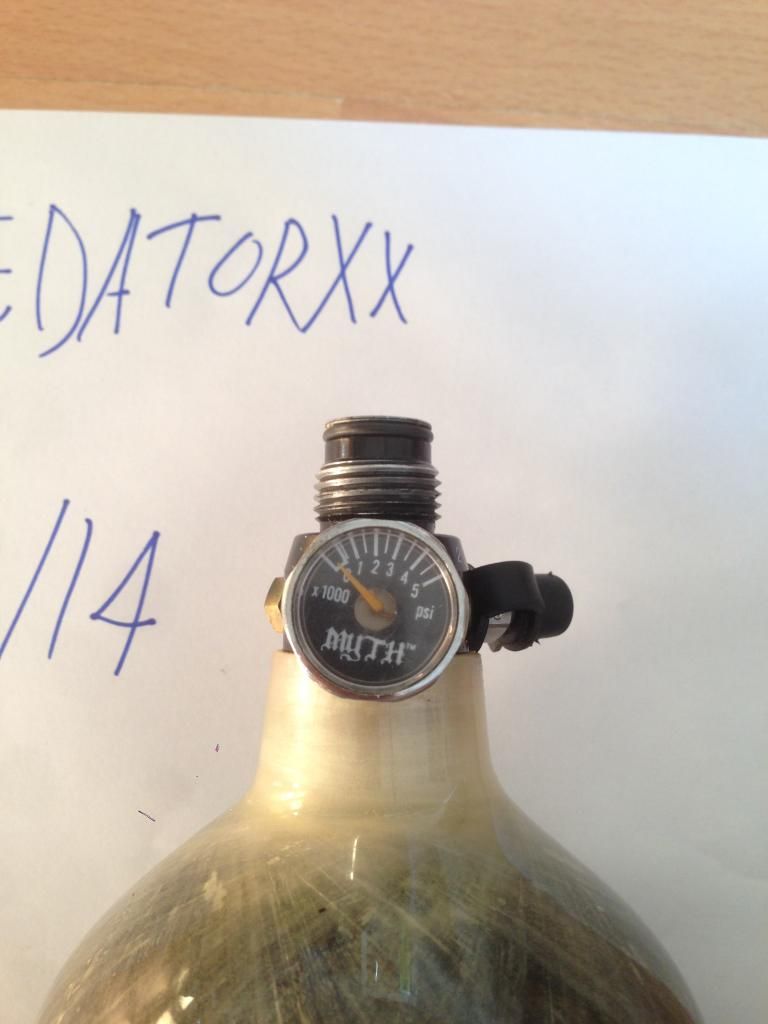 EDATORXX
/14
0 1 2 3 4 5
x1000 psi
MYTH™